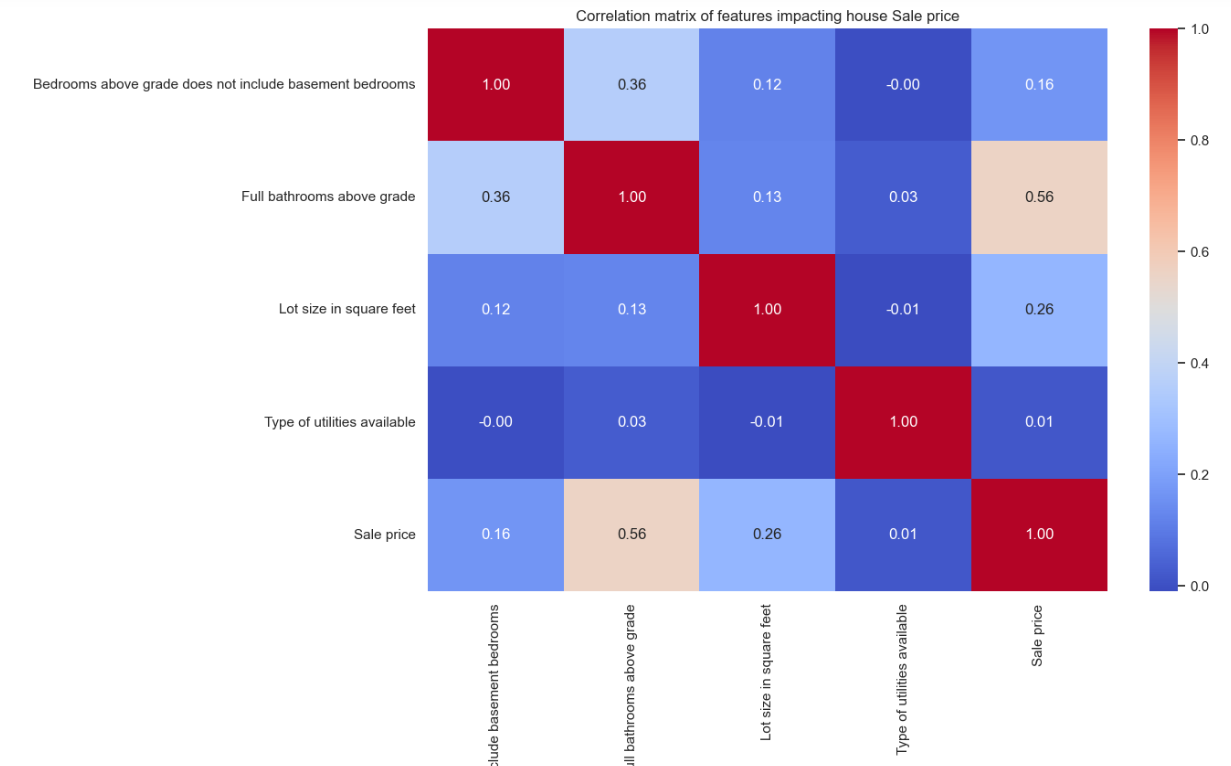 Correlation matrix of features impacting house Sale price
1.0
Bedrooms above grade does not include basement bedrooms 1.00 0.36 0.12 -0.00 0.16
0.8
Full bathrooms above grade 0.36 1.00 0.13 0.03 0.56
0.6
Lot size in square feet 0.12 0.13 1.00 -0.01 0.26
0.4
Type of utilities available -0.00 0.03 -0.01 1.00 0.01
0.2
Sale price 0.16 0.56 0.26 0.01 1.00
0.0
basement bedrooms
bathrooms above grade
Lot size in square feet
Type of utilities available
Sale price